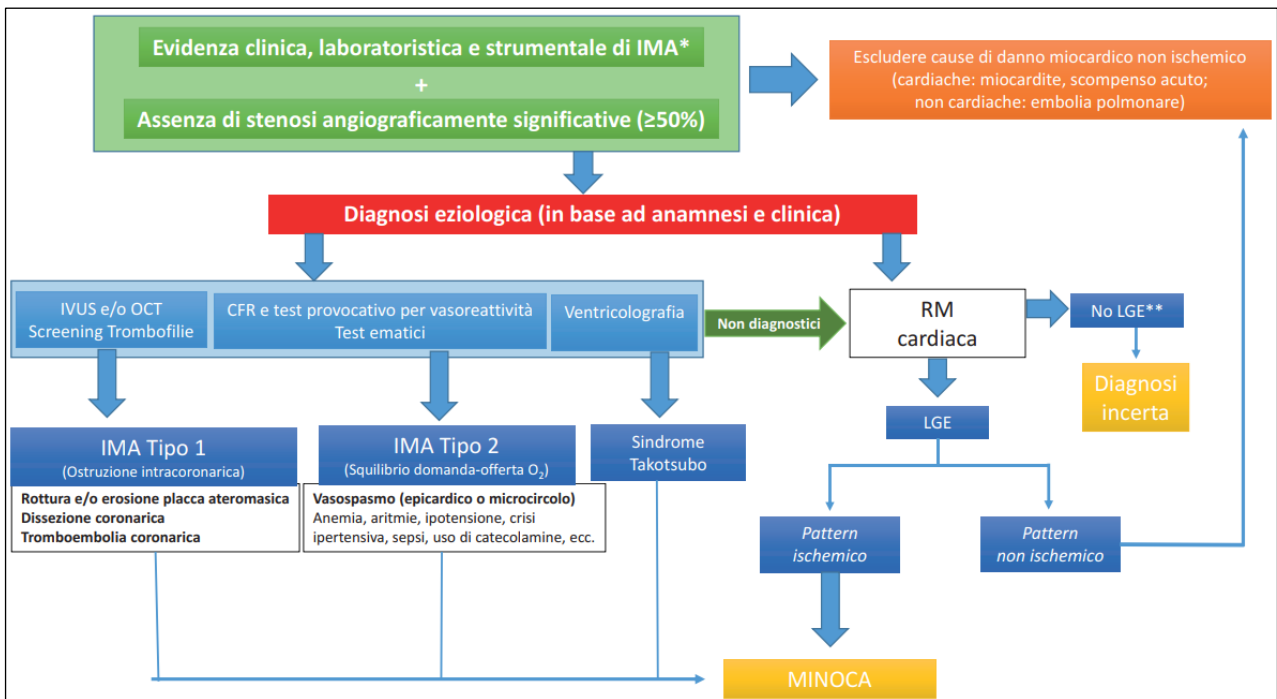 Evidenza clinica, laboratoristica e strumentale di IMA*
+
Assenza di stenosi angiograficamente significative (≥50%)
Escludere cause di danno miocardico non ischemico
(cardiache: miocardite, scompenso acuto;
non cardiache: embolia polmonare)
Diagnosi eziologica (in base ad anamnesi e clinica)
IVUS e/o OCT
Screening Trombofilie
CFR e test provocativo per vasoreattività
Test ematici
Ventricolografia
Non diagnostici
RM
cardiaca
No LGE**
Diagnosi
incerta
LGE
IMA Tipo 1
(Ostruzione intracoronarica)
Rottura e/o erosione placca ateromasica
Dissezione coronarica
Tromboembolia coronarica
IMA Tipo 2
(Squilibrio domanda-offerta O₂)
Vasospasmo (epicardico o microcircolo)
Anemia, aritmie, ipotensione, crisi
ipertensiva, sepsi, uso di catecolamine, ecc.
Sindrome
Takotsubo
Pattern
ischemico
Pattern
non ischemico
MINOCA